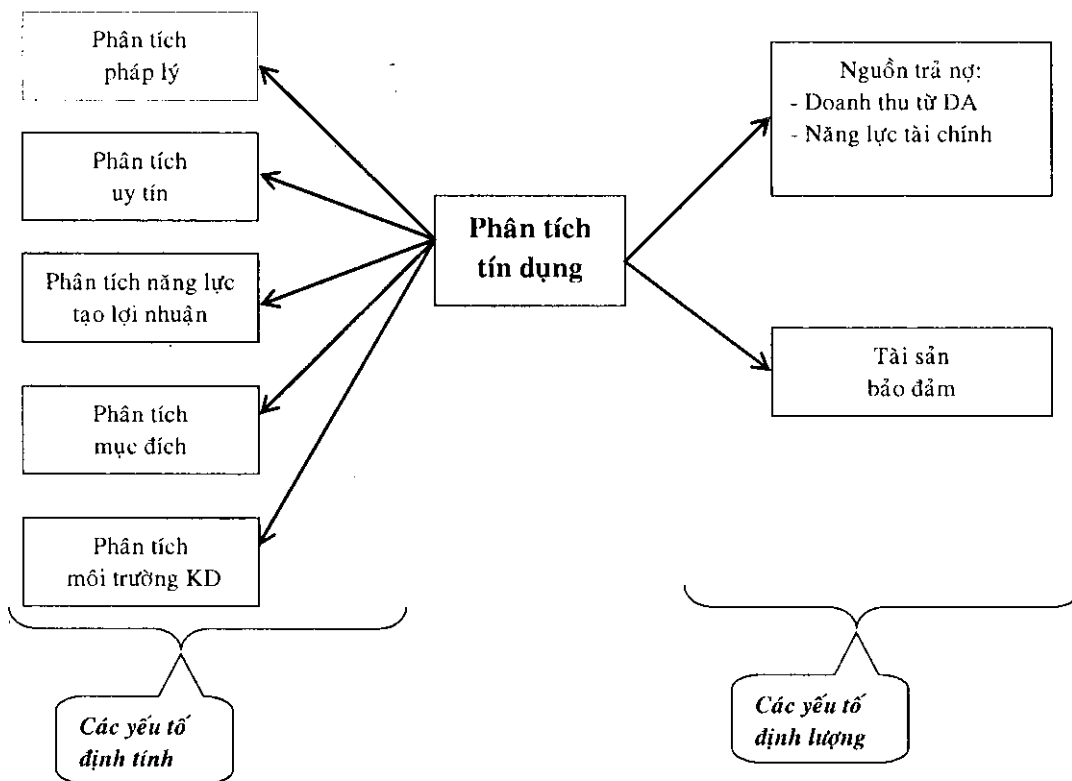 Phân tích
pháp lý
Phân tích
uy tín
Phân tích năng lực
tạo lợi nhuận
Phân tích
mục đích
Phân tích
môi trường KD
Các yếu tố
định tính
Phân tích
tín dụng
Nguồn trả nợ:
- Doanh thu từ DA
- Năng lực tài chính
Tài sản
bảo đảm
Các yếu tố
định lượng